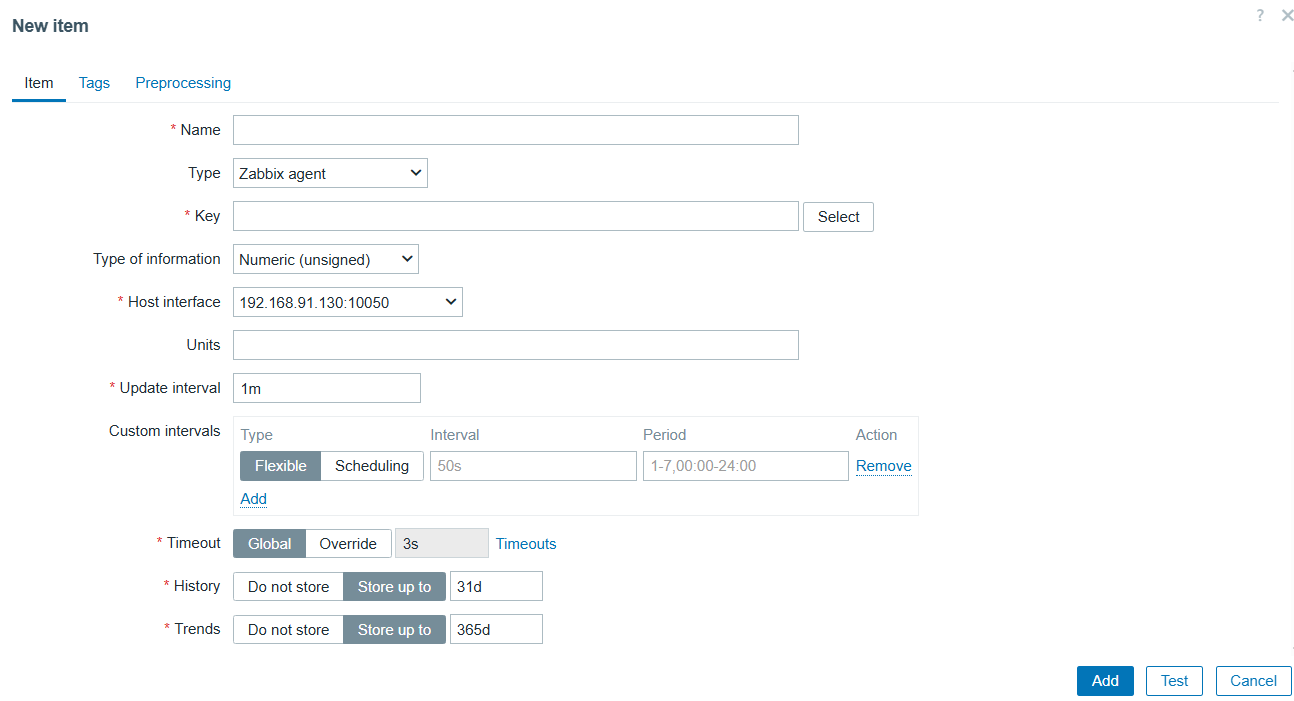 New item
? ×
Item Tags Preprocessing
* Name
Type Zabbix agent
* Key Select
Type of information Numeric (unsigned)
* Host interface 192.168.91.130:10050
Units
* Update interval 1m
Custom intervals Type Interval Period Action
Flexible Scheduling 50s 1-7,00:00-24:00 Remove
Add
* Timeout Global Override 3s Timeouts
* History Do not store Store up to 31d
* Trends Do not store Store up to 365d
Add Test Cancel